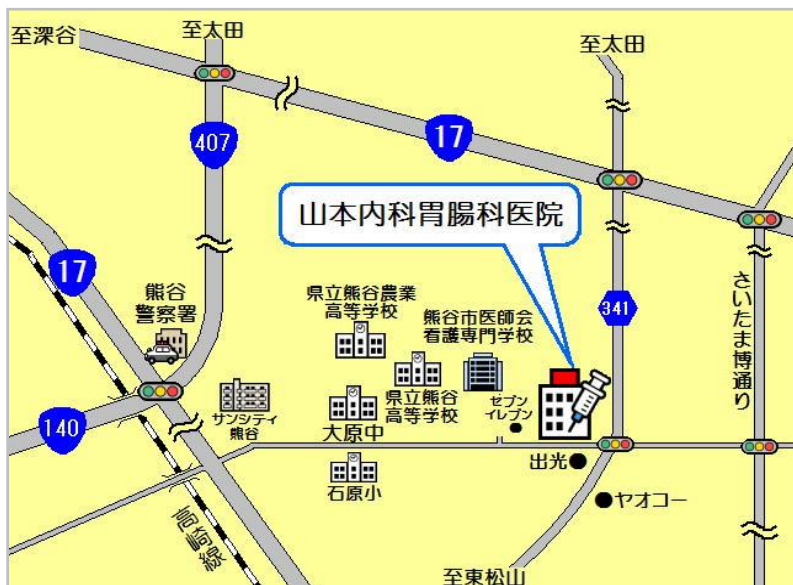 至深谷
至太田
至太田
407
17
山本内科胃腸科医院
17
341
さいたま博通り
熊谷
警察署
県立熊谷農業
高等学校
熊谷市医師会
看護専門学校
140
サンシティ
熊谷
大原中
県立熊谷
高等学校
セブン
イレブン
石原小
出光
ヤオコー
高崎線
至東松山